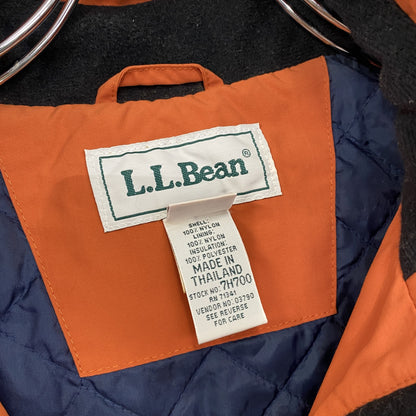 L.L.Bean®
SHELL:
100% NYLON
LINING:
100% NYLON
INSULATION:
100% POLYESTER
MADE IN
THAILAND
STOCK NO: 7H700
RN 71341
VENDOR NO: 03790
SEE REVERSE
FOR CARE